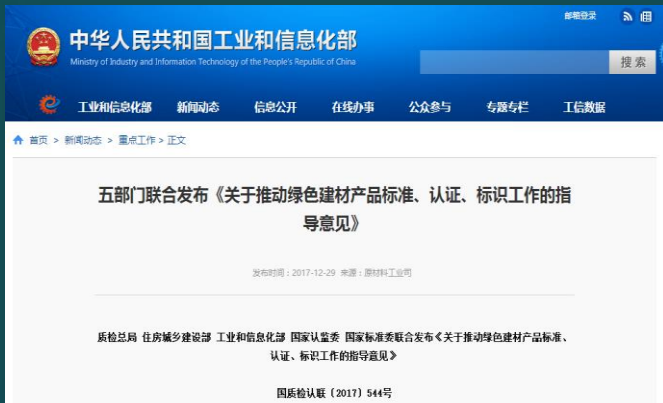 邮箱登录
中华人民共和国工业和信息化部
Ministry of Industry and Information Technology of the People's Republic of China
搜索
工业和信息化部 新闻动态 信息公开 在线办事 公众参与 专题专栏 工信数据
首页 > 新闻动态 > 重点工作 > 正文
五部门联合发布《关于推动绿色建材产品标准、认证、标识工作的指
导意见》
发布时间：2017-12-29 来源：原材料工业司
质检总局 住房城乡建设部 工业和信息化部 国家认监委 国家标准委联合发布《关于推动绿色建材产品标准、
认证、标识工作的指导意见》
国质检认联〔2017〕544号